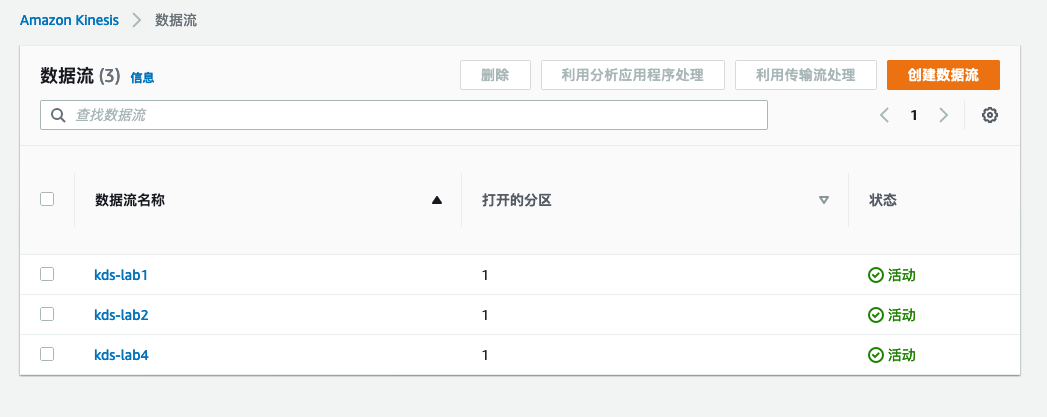 Amazon Kinesis > 数据流
数据流 (3) 信息 删除 利用分析应用程序处理 利用传输流处理 创建数据流
查找数据流 1
数据流名称 打开的分区 状态
kds-lab1 1 活动
kds-lab2 1 活动
kds-lab4 1 活动